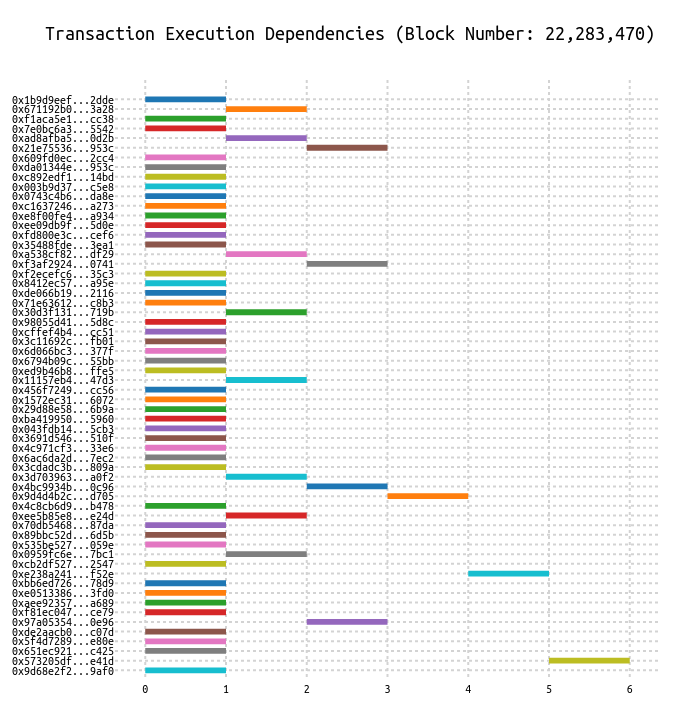 Transaction Execution Dependencies (Block Number: 22,283,470)
0x1b9d9eef...2dde
0x671192b0...3a28
0xf1aca5e1...cc38
0x7e0bc6a3...5542
0xad8afba5...0d2b
0x21e75536...953c
0x609fd0ec...2cc4
0xda01344e...953c
0xc892edf1...14bd
0x003b9d37...c5e8
0x0743c4b6...da8e
0xc1637246...a273
0xe8f00fe4...a934
0xee09db9f...5d0e
0xfd800e3c...cef6
0x35488fde...3ea1
0xa538cf82...df29
0xf3af2924...0741
0xf2ecefc6...35c3
0x8412ec57...a95e
0xde066b19...2116
0x71e63612...c8b3
0x30d3f131...719b
0x98055d41...5d8c
0xcffef4b4...cc51
0x3c11692c...fb01
0x6d066bc3...377f
0x6794b09c...55bb
0xed9b46b8...ffe5
0x11157eb4...47d3
0x456f7249...cc56
0x1572ec31...6072
0x29d88e58...6b9a
0xba419950...5960
0x043fdb14...5cb3
0x3691d546...510f
0x4c971cf3...33e6
0x6ac6da2d...7ec2
0x3cdadc3b...809a
0x3d703963...a0f2
0x4bc9934b...0c96
0x9d4d4b2c...d705
0x4c8cb6d9...b478
0xee5b85e8...e24d
0x70db5468...87da
0x89bbc52d...6d5b
0x535be527...059e
0x0959fc6e...7bc1
0xcb2df527...2547
0xe238a241...f52e
0xbb6ed726...78d9
0xe0513386...3fd0
0xaee92357...a689
0xf81ec047...ce79
0x97a05354...0e96
0xde2aacb0...c07d
0x5f4d7289...e80e
0x651ec921...c425
0x573205df...e41d
0x9d68e2f2...9af0
0 1 2 3 4 5 6